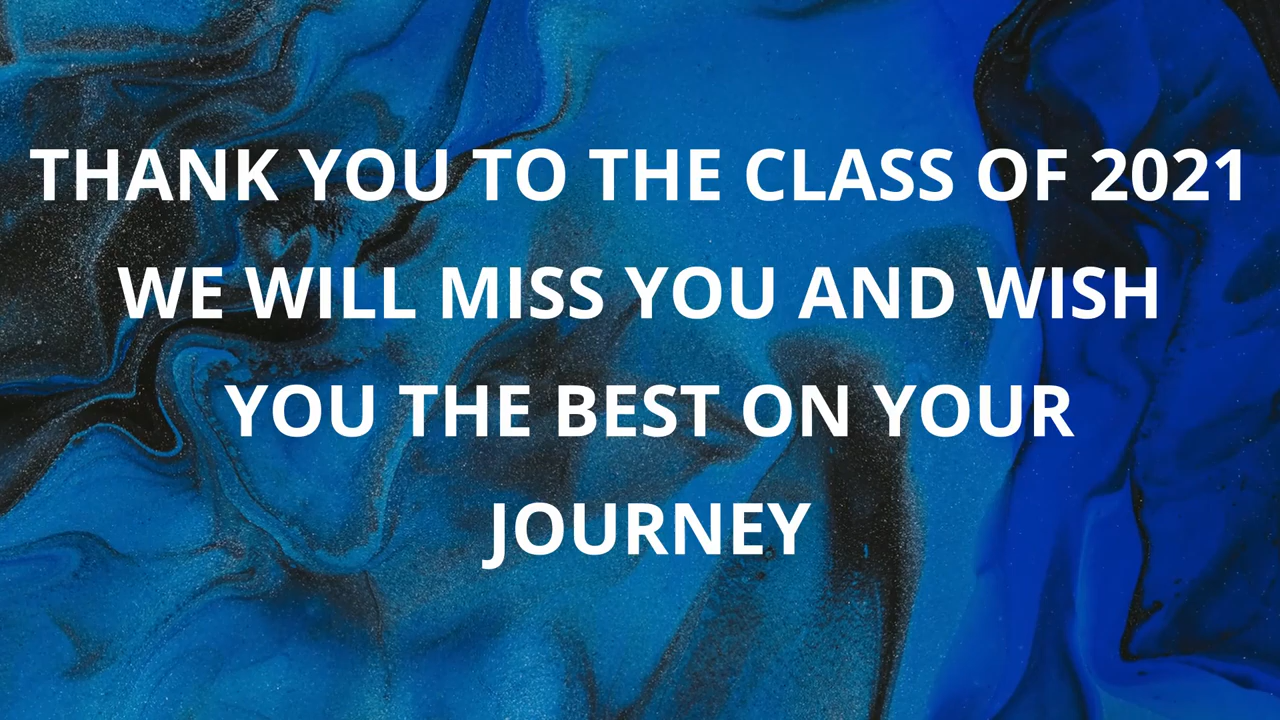 THANK YOU TO THE CLASS OF 2021
WE WILL MISS YOU AND WISH
YOU THE BEST ON YOUR
JOURNEY